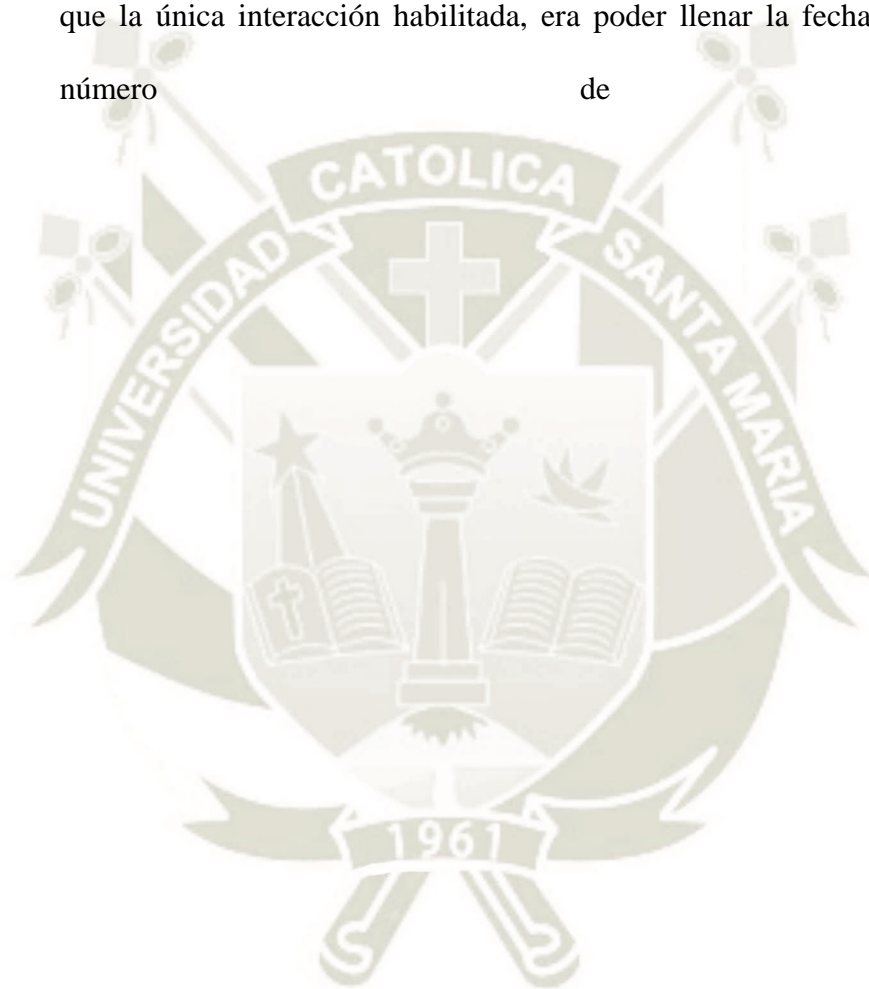 que la única interacción habilitada, era poder llenar la fecha
número de
UNIVERSIDAD CATOLICA SANTA MARIA
1961